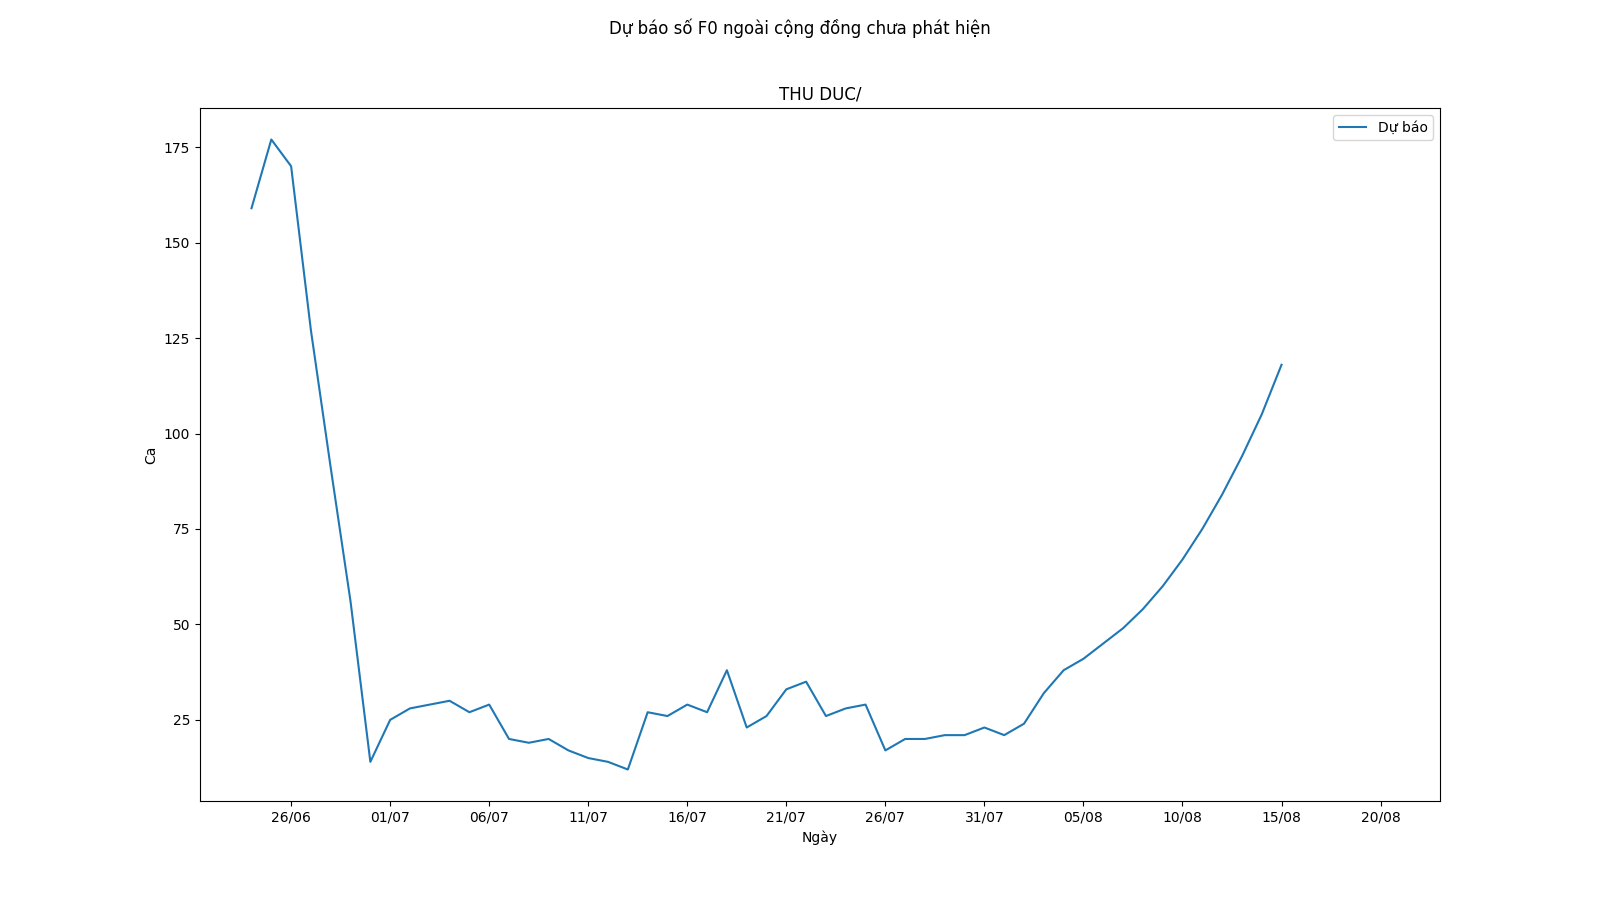 Dự báo số F0 ngoài cộng đồng chưa phát hiện
THU DUC/
Dự báo
175
150
125
100
75
50
25
Ca
26/06 01/07 06/07 11/07 16/07 21/07 26/07 31/07 05/08 10/08 15/08 20/08
Ngày